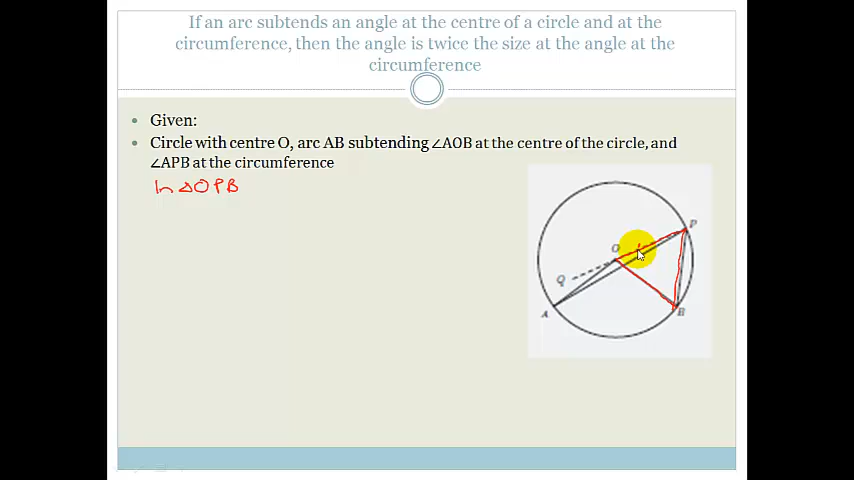 If an arc subtends an angle at the centre of a circle and at the
circumference, then the angle is twice the size at the angle at the
circumference
Given:
Circle with centre O, arc AB subtending ∠AOB at the centre of the circle, and
∠APB at the circumference
In △OPB
P
O
Q
A
B